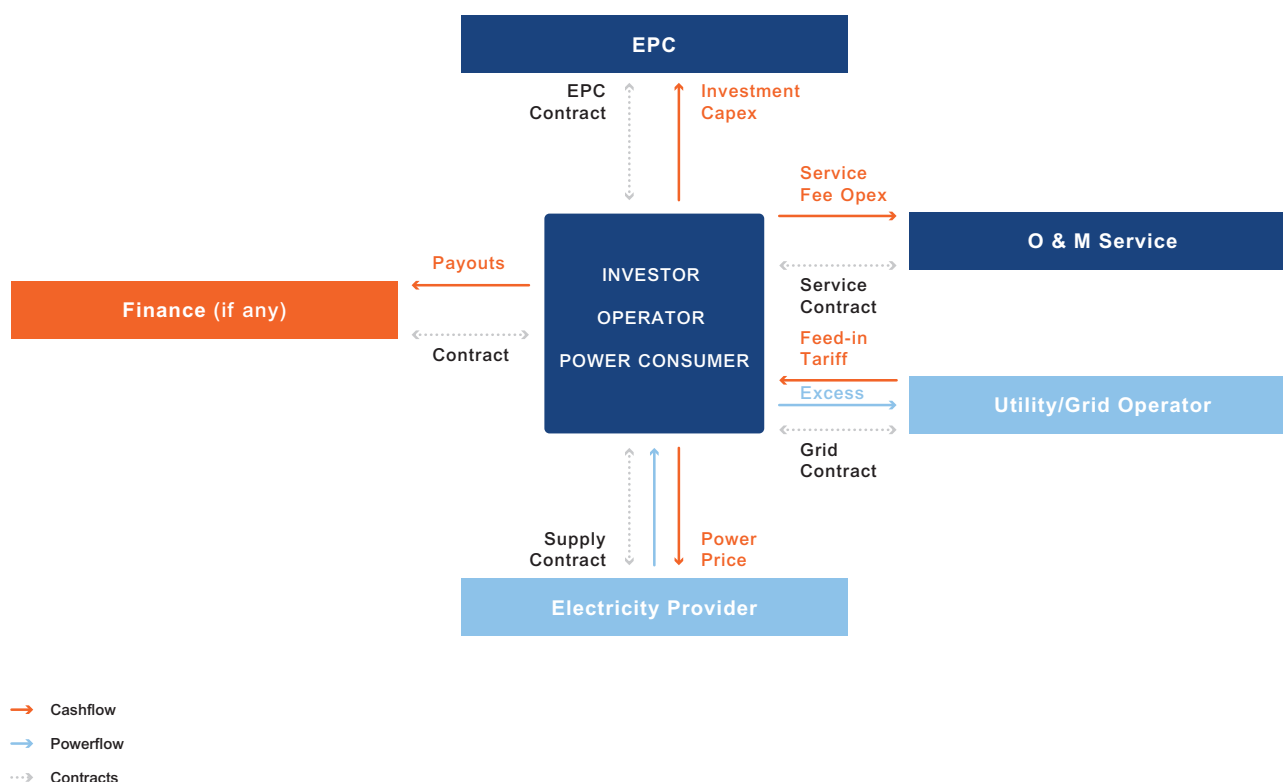 EPC
EPC
Contract
Investment
Capex
Service
Fee Opex
O & M Service
Payouts
INVESTOR
OPERATOR
POWER CONSUMER
Service
Contract
Finance (if any)
Contract
Feed-in
Tariff
Excess
Utility/Grid Operator
Grid
Contract
Supply
Contract
Power
Price
Electricity Provider
Cashflow
Powerflow
Contracts